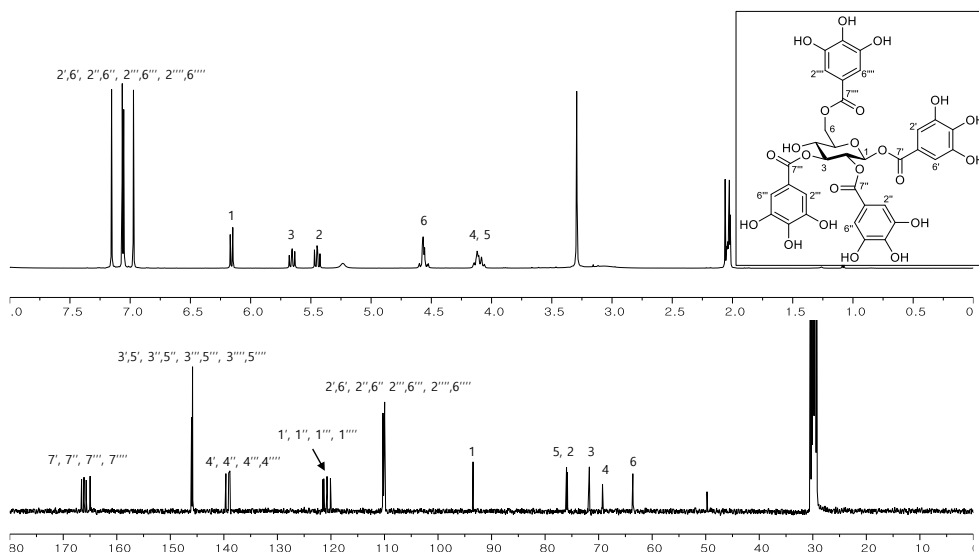 2′,6′, 2″,6″, 2‴,6‴, 2⁗,6⁗
1
3
2
6
4, 5
OH
HO
OH
2⁗
6⁗
7⁗
O
O
6
HO
O
1
O
3
O
O
7′
O
2′
6′
OH
OH
OH
O
7‴
O
7″
O
6‴
2‴
HO
OH
OH
2″
6″
OH
OH
OH
.0 7.5 7.0 6.5 6.0 5.5 5.0 4.5 4.0 3.5 3.0 2.5 2.0 1.5 1.0 0.5 0
3′,5′, 3″,5″, 3‴,5‴, 3⁗,5⁗
2′,6′, 2″,6″ 2‴,6‴, 2⁗,6⁗
1′, 1″, 1‴, 1⁗
7′, 7″, 7‴, 7⁗
4′, 4″, 4‴,4⁗
1
5, 2
3
4
6
80 170 160 150 140 130 120 110 100 90 80 70 60 50 40 30 20 10